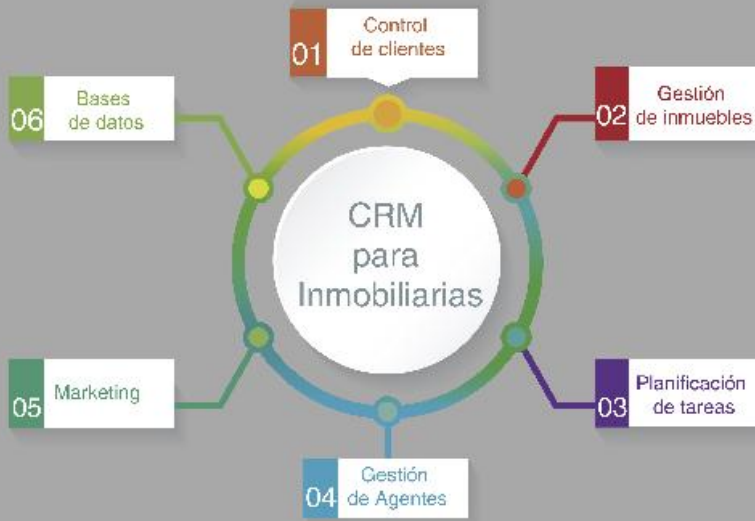 CRM
para
Inmobiliarias
01
Control
de clientes
02
Gestión
de inmuebles
03
Planificación
de tareas
04
Gestión
de Agentes
05
Marketing
06
Bases
de datos